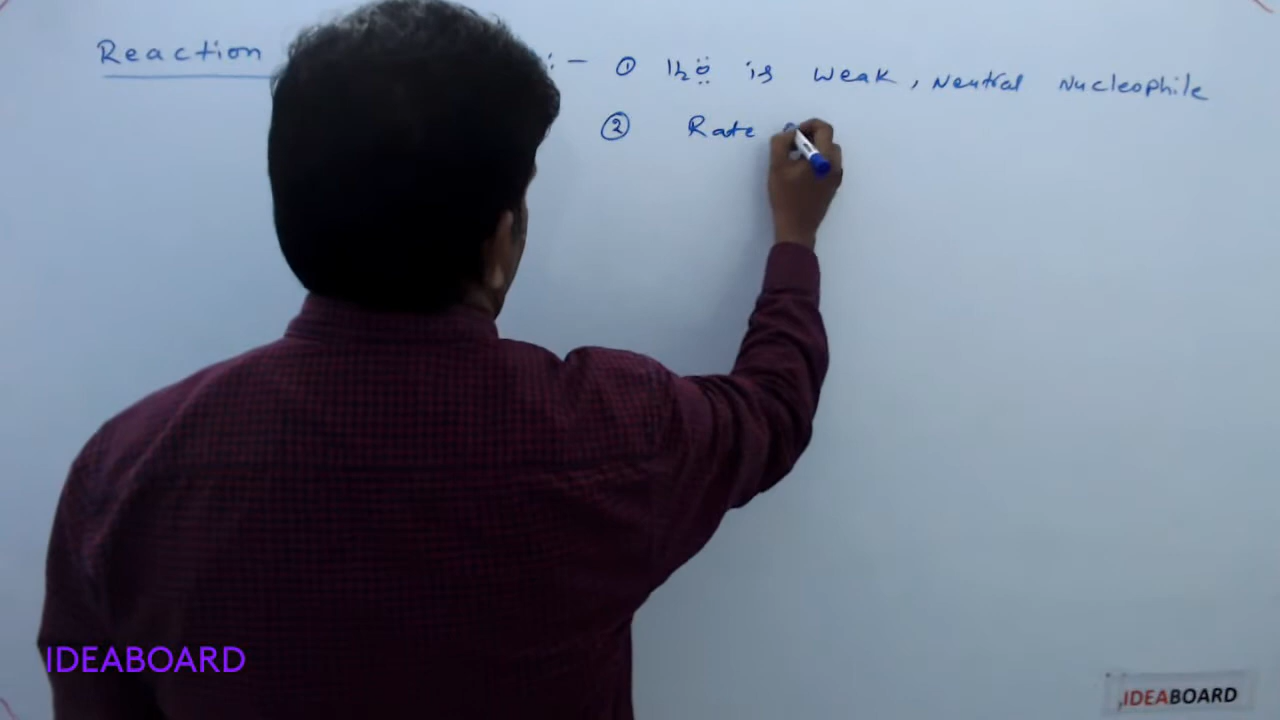 Reaction :- ① H₂Ö is weak, Neutral Nucleophile
② Rate
IDEABOARD
IDEABOARD